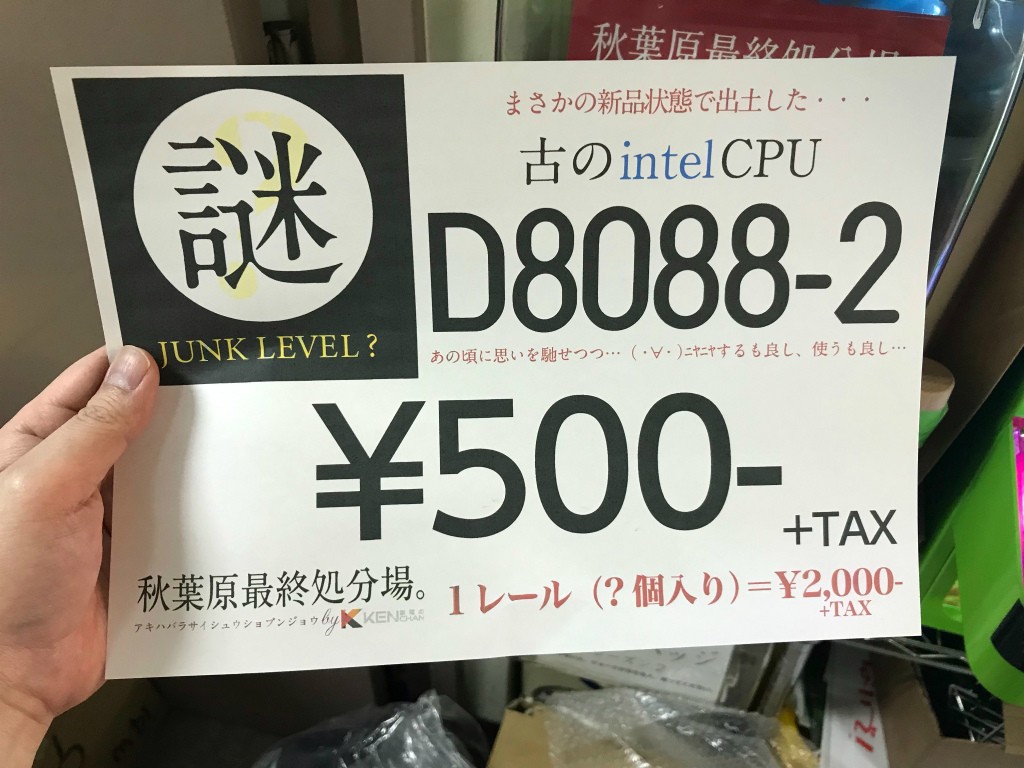 秋葉原最終処分場
謎
JUNK LEVEL ?
まさかの新品状態で出土した・・・
古のintel CPU
D8088-2
あの頃に思いを馳せつつ… (・∀・)ﾆﾔﾆﾔするも良し、使うも良し…
¥500-
+TAX
秋葉原最終処分場。
アキハバラサイシュウショブンジョウ by KEN CHAN
1レール (?個入り)=¥2,000-
+TAX